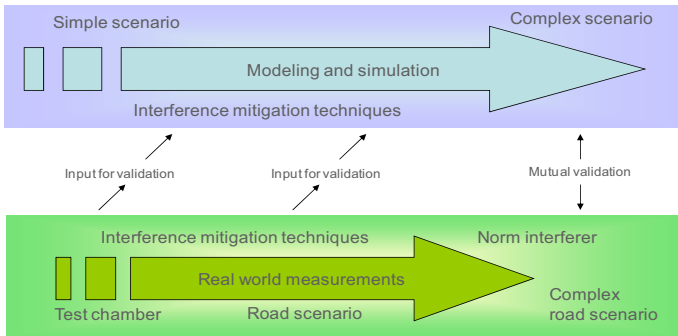 Simple scenario
Complex scenario
Modeling and simulation
Interference mitigation techniques
Input for validation
Input for validation
Mutual validation
Interference mitigation techniques
Norm interferer
Real world measurements
Test chamber
Road scenario
Complex
road scenario